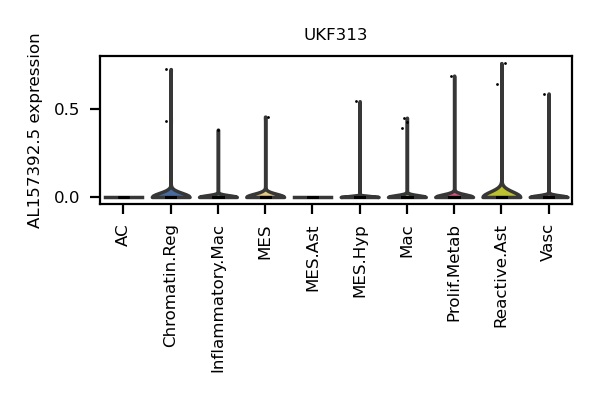 UKF313
AL157392.5 expression
0.5
0.0
AC
Chromatin.Reg
Inflammatory.Mac
MES
MES.Ast
MES.Hyp
Mac
Prolif.Metab
Reactive.Ast
Vasc